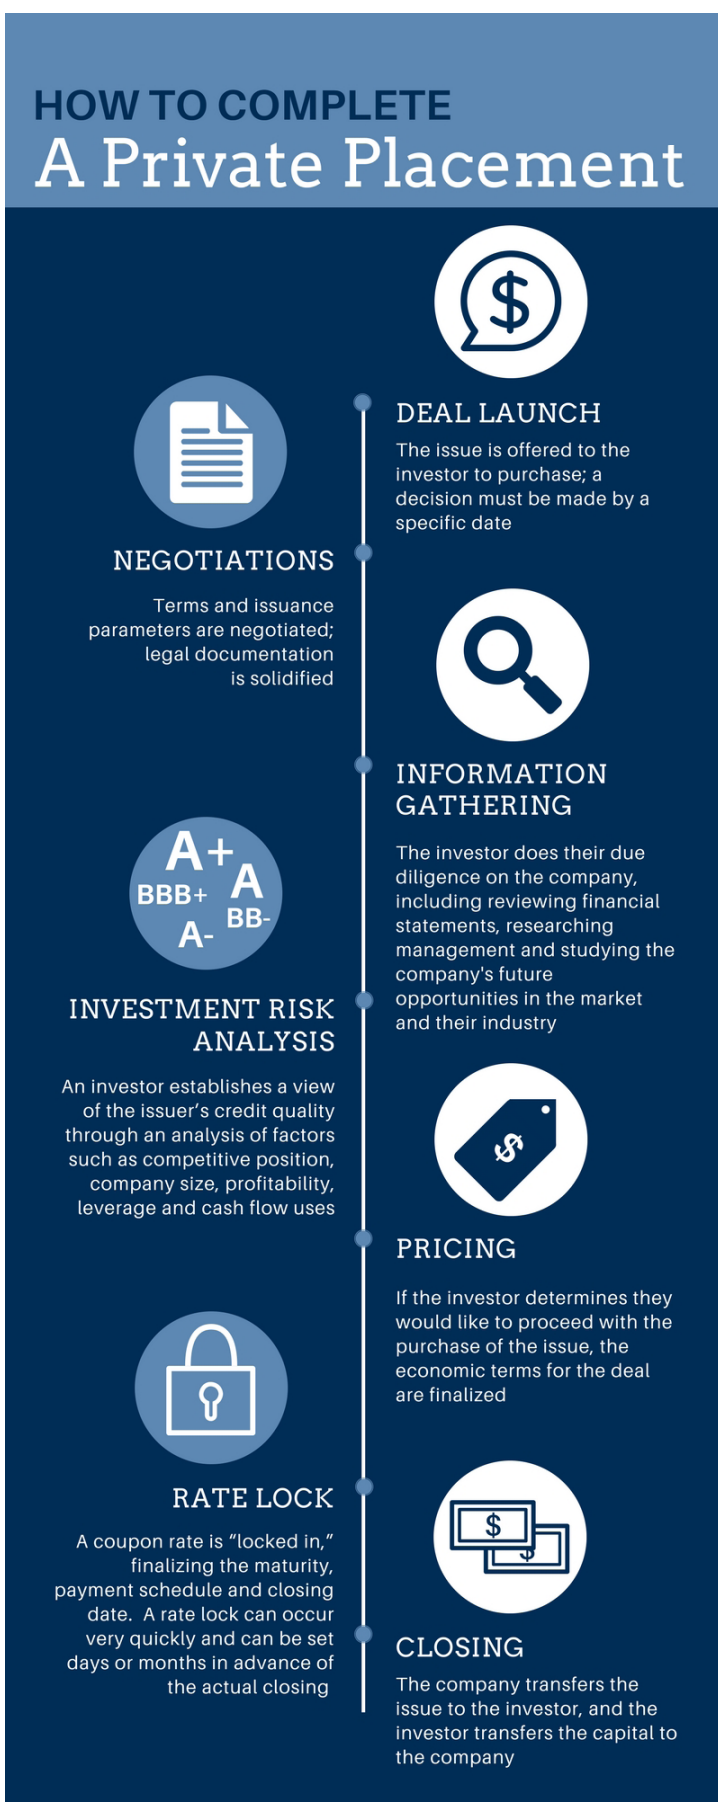 HOW TO COMPLETE
A Private Placement
$
DEAL LAUNCH
The issue is offered to the
investor to purchase; a
decision must be made by a
specific date
NEGOTIATIONS
Terms and issuance
parameters are negotiated;
legal documentation
is solidified
INFORMATION
GATHERING
The investor does their due
diligence on the company,
including reviewing financial
statements, researching
management and studying the
company's future
opportunities in the market
and their industry
A+
BBB+ A
A- BB-
INVESTMENT RISK
ANALYSIS
An investor establishes a view
of the issuer’s credit quality
through an analysis of factors
such as competitive position,
company size, profitability,
leverage and cash flow uses
$
PRICING
If the investor determines they
would like to proceed with the
purchase of the issue, the
economic terms for the deal
are finalized
RATE LOCK
A coupon rate is “locked in,”
finalizing the maturity,
payment schedule and closing
date.  A rate lock can occur
very quickly and can be set
days or months in advance of
the actual closing
$
$
CLOSING
The company transfers the
issue to the investor, and the
investor transfers the capital to
the company